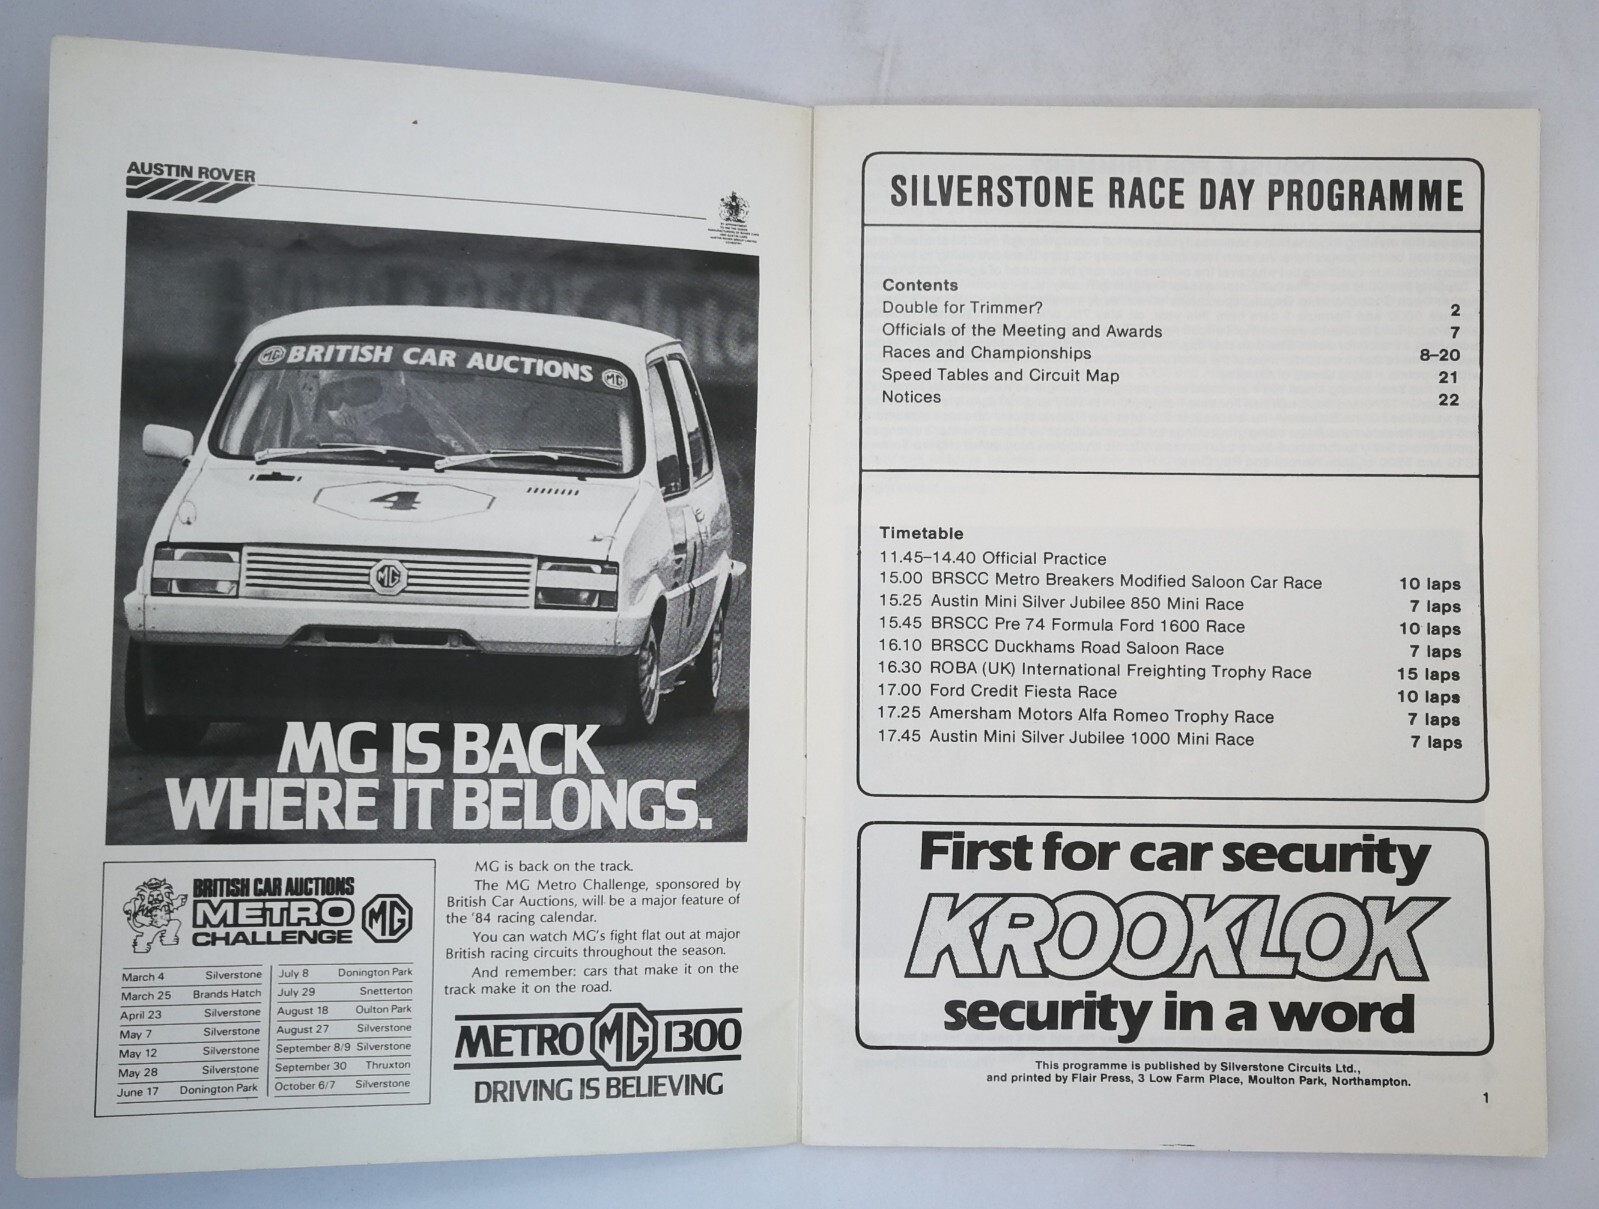 AUSTIN ROVER
BY APPOINTMENT
MG BRITISH CAR AUCTIONS MG
4
MG
MG IS BACK
WHERE IT BELONGS.
BRITISH CAR AUCTIONS
METRO
CHALLENGE
MG
March 4 Silverstone
March 25 Brands Hatch
April 23 Silverstone
May 7 Silverstone
May 12 Silverstone
May 28 Silverstone
June 17 Donington Park
July 8 Donington Park
July 29 Snetterton
August 18 Oulton Park
August 27 Silverstone
September 8/9 Silverstone
September 30 Thruxton
October 6/7 Silverstone
MG is back on the track.
The MG Metro Challenge, sponsored by
British Car Auctions, will be a major feature of
the '84 racing calendar.
You can watch MG's fight flat out at major
British racing circuits throughout the season.
And remember: cars that make it on the
track make it on the road.
METRO MG 1300
DRIVING IS BELIEVING
SILVERSTONE RACE DAY PROGRAMME
Contents
Double for Trimmer? 2
Officials of the Meeting and Awards 7
Races and Championships 8–20
Speed Tables and Circuit Map 21
Notices 22
Timetable
11.45–14.40 Official Practice
15.00 BRSCC Metro Breakers Modified Saloon Car Race 10 laps
15.25 Austin Mini Silver Jubilee 850 Mini Race 7 laps
15.45 BRSCC Pre 74 Formula Ford 1600 Race 10 laps
16.10 BRSCC Duckhams Road Saloon Race 7 laps
16.30 ROBA (UK) International Freighting Trophy Race 15 laps
17.00 Ford Credit Fiesta Race 10 laps
17.25 Amersham Motors Alfa Romeo Trophy Race 7 laps
17.45 Austin Mini Silver Jubilee 1000 Mini Race 7 laps
First for car security
KROOKLOK
security in a word
This programme is published by Silverstone Circuits Ltd.,
and printed by Flair Press, 3 Low Farm Place, Moulton Park, Northampton.
1